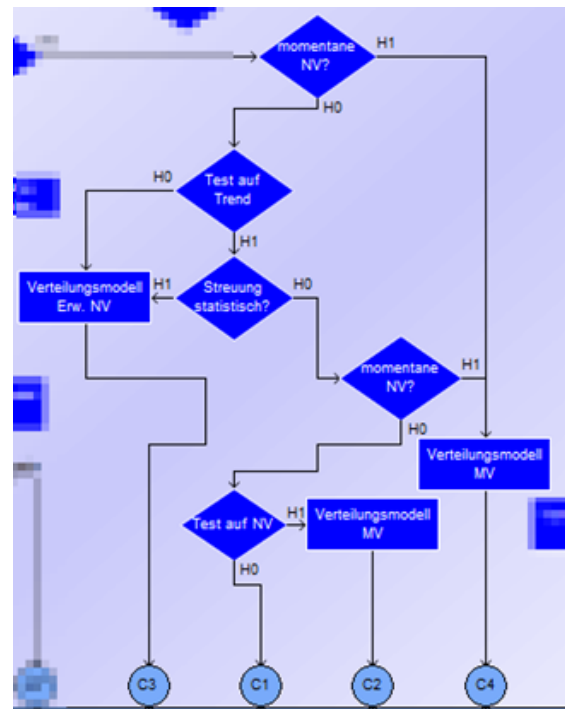 momentane
NV?
H1
H0
Test auf
Trend
H0
H1
Verteilungsmodell
Erw. NV
H1
Streuung
statistisch?
H0
momentane
NV?
H1
H0
Verteilungsmodell
MV
Test auf NV
H1
Verteilungsmodell
MV
H0
C3
C1
C2
C4